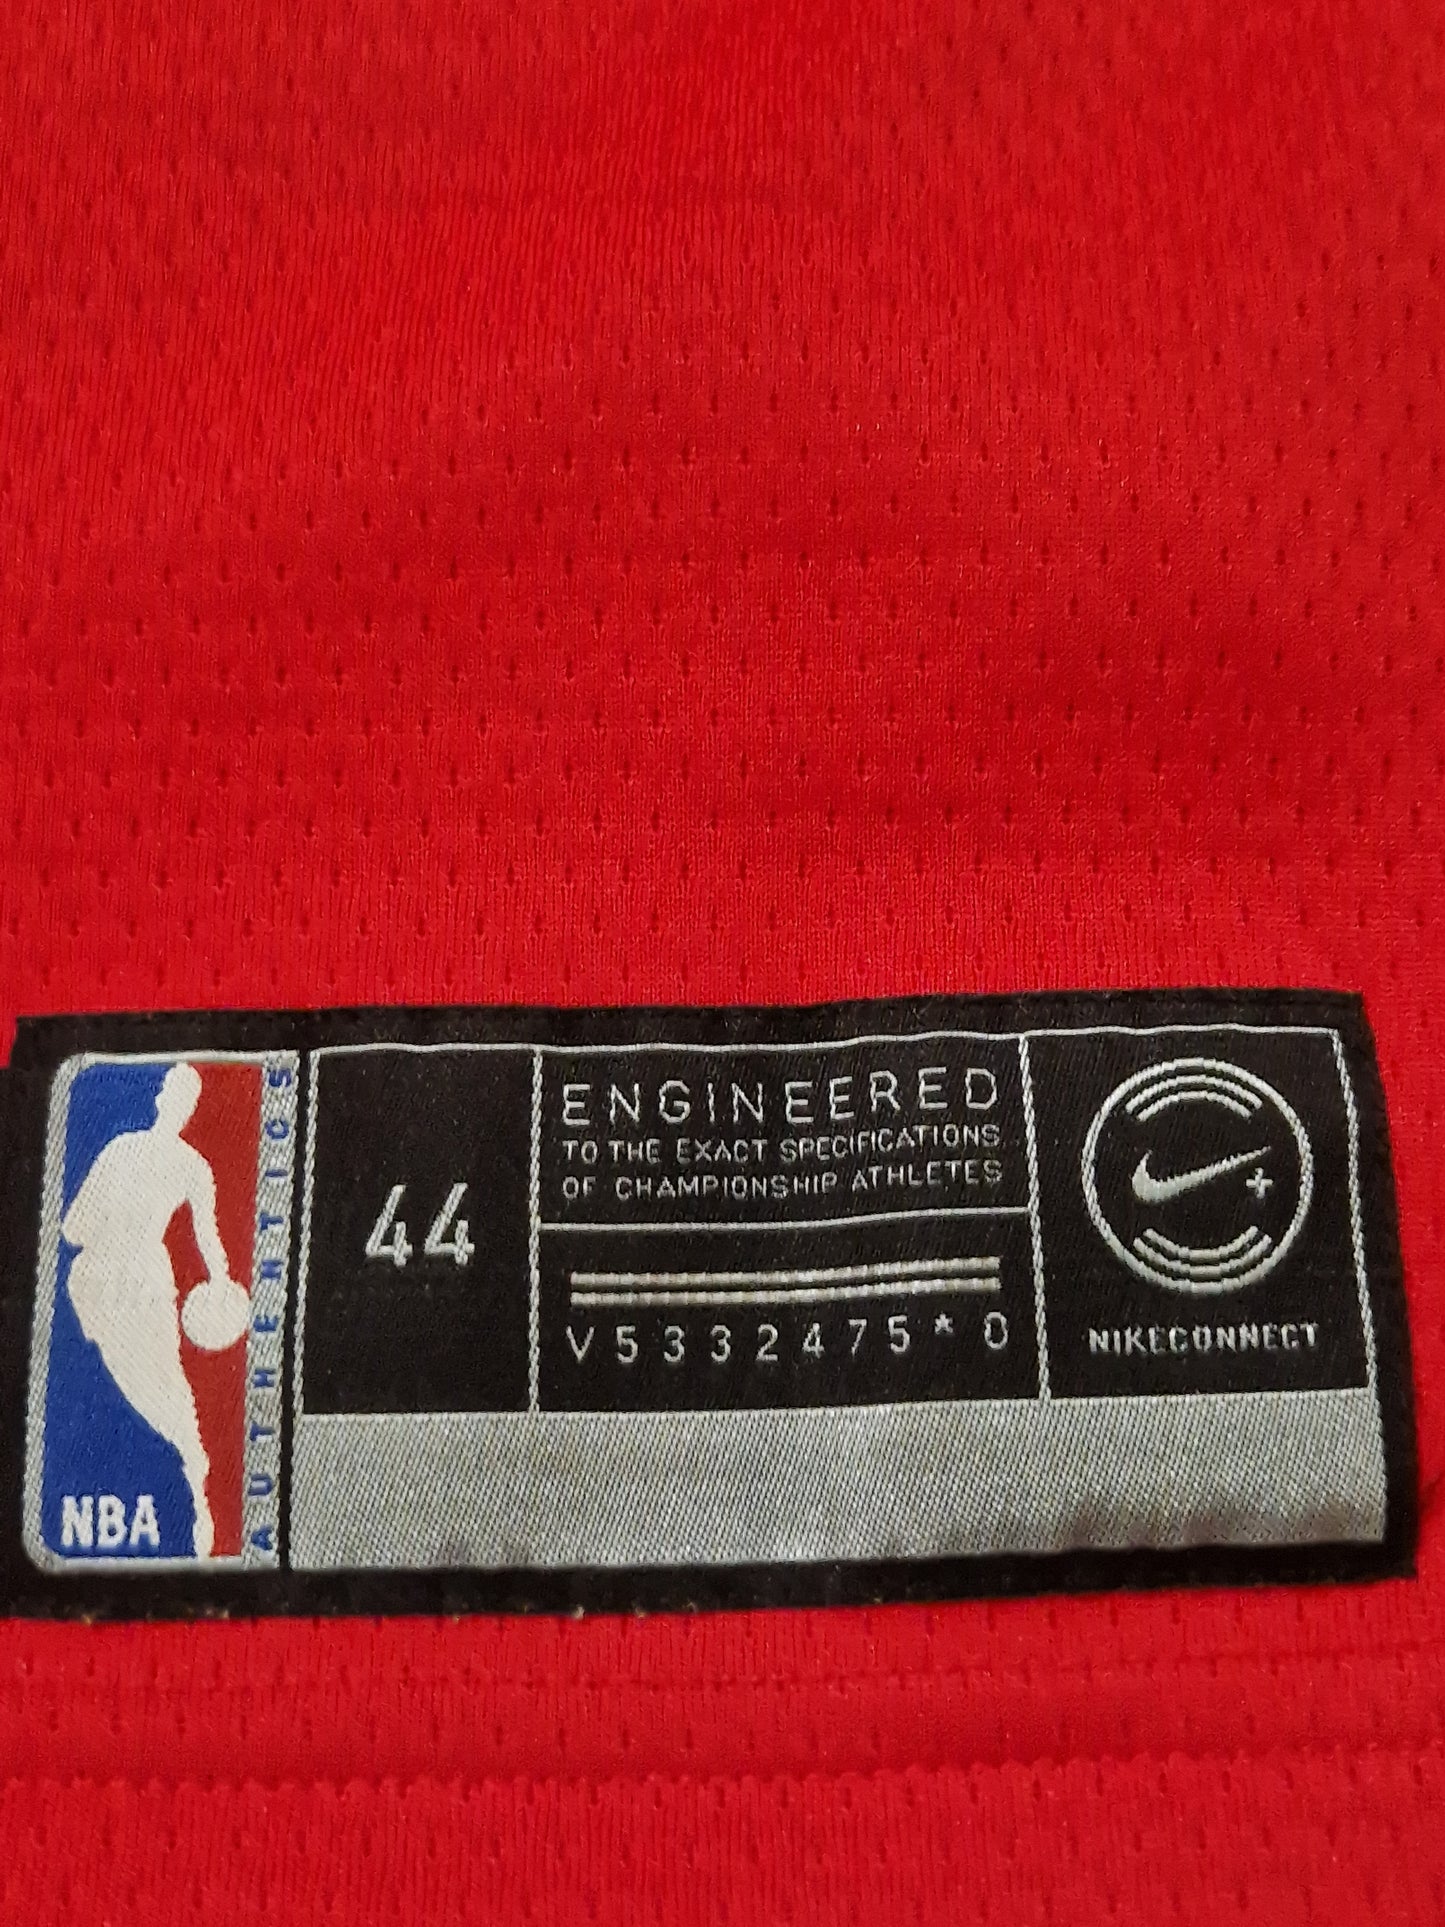 NBA
AUTHENTICS
44
ENGINEERED
TO THE EXACT SPECIFICATIONS
OF CHAMPIONSHIP ATHLETES
V5332475*0
NIKECONNECT